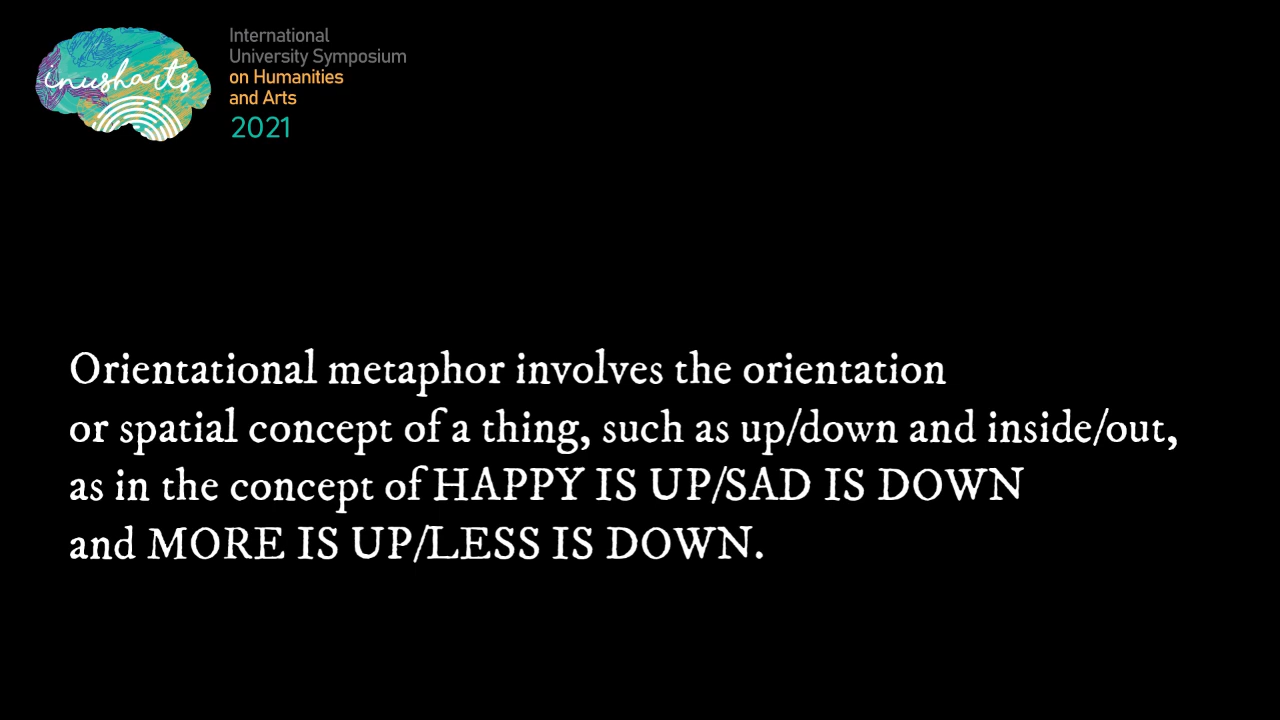 inusharts
International
University Symposium
on Humanities
and Arts
2021
Orientational metaphor involves the orientation
or spatial concept of a thing, such as up/down and inside/out,
as in the concept of HAPPY IS UP/SAD IS DOWN
and MORE IS UP/LESS IS DOWN.